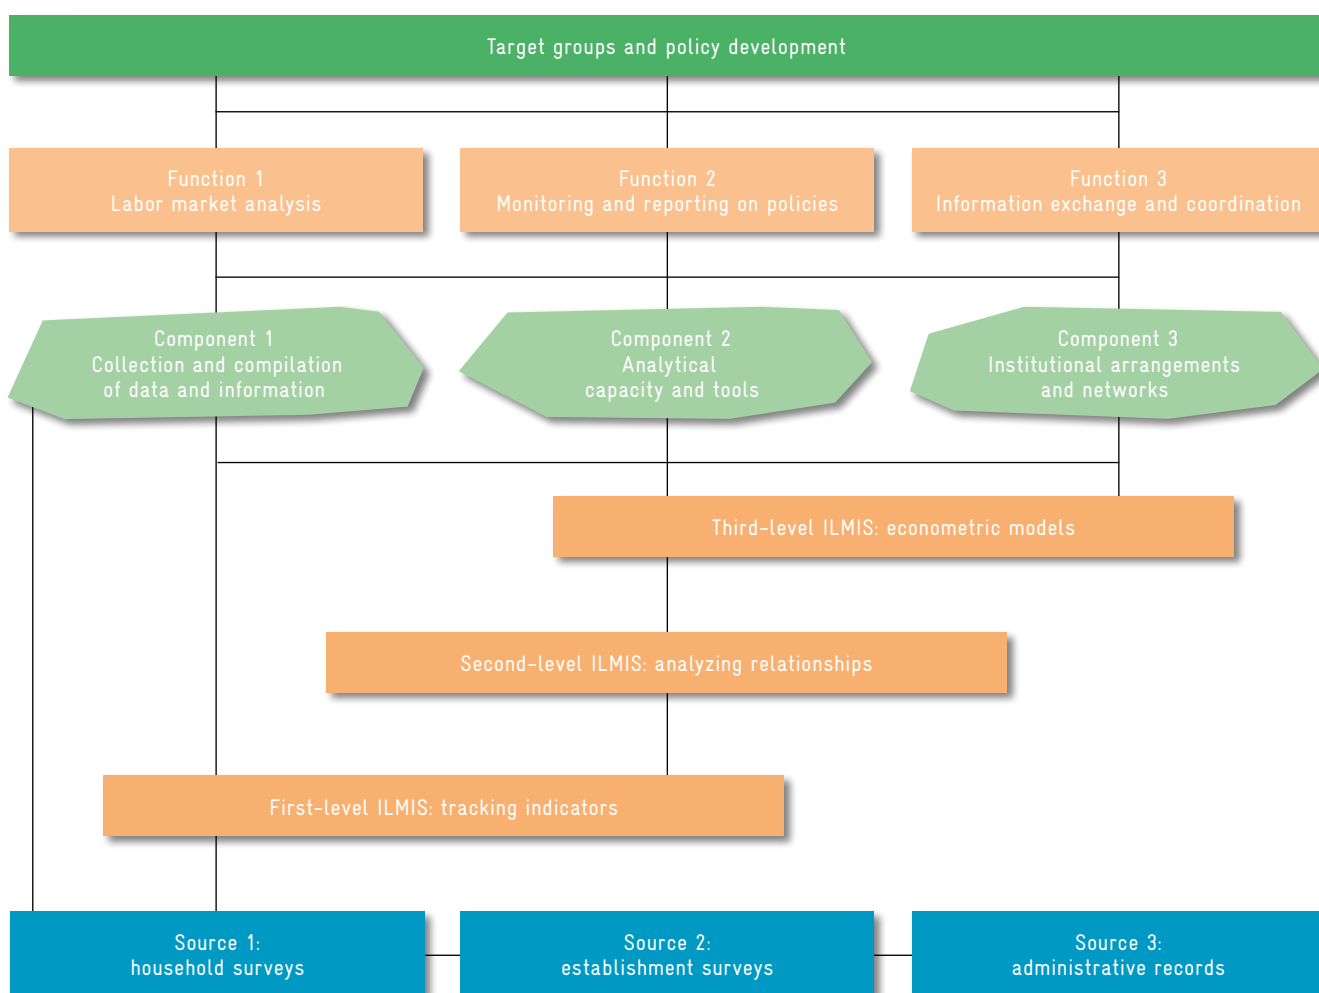 Target groups and policy development
Function 1
Labor market analysis
Function 2
Monitoring and reporting on policies
Function 3
Information exchange and coordination
Component 1
Collection and compilation
of data and information
Component 2
Analytical
capacity and tools
Component 3
Institutional arrangements
and networks
Third-level ILMIS: econometric models
Second-level ILMIS: analyzing relationships
First-level ILMIS: tracking indicators
Source 1:
household surveys
Source 2:
establishment surveys
Source 3:
administrative records